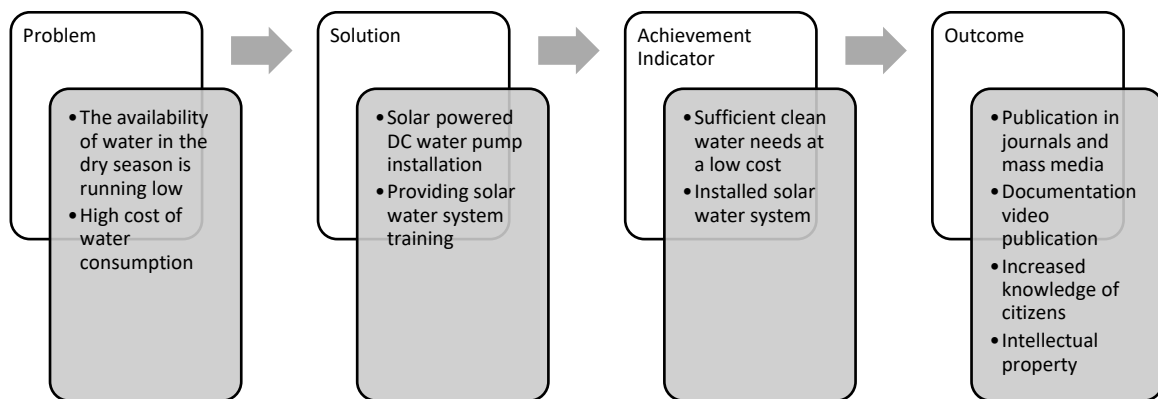 Problem
• The availability
of water in the
dry season is
running low
• High cost of
water
consumption
Solution
• Solar powered
DC water pump
installation
• Providing solar
water system
training
Achievement
Indicator
• Sufficient clean
water needs at
a low cost
• Installed solar
water system
Outcome
• Publication in
journals and
mass media
• Documentation
video
publication
• Increased
knowledge of
citizens
• Intellectual
property